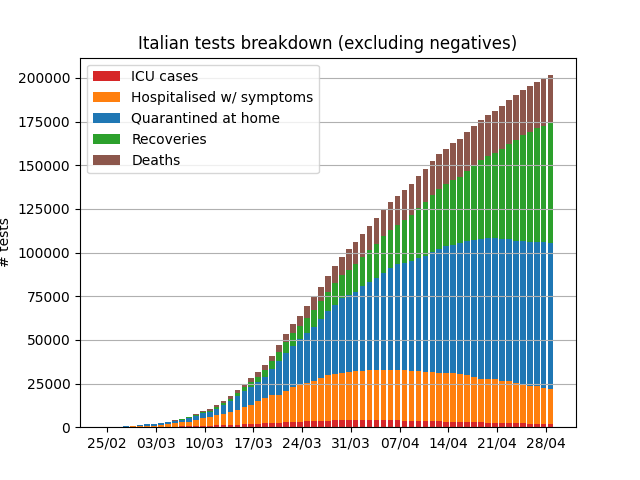 Italian tests breakdown (excluding negatives)
ICU cases
Hospitalised w/ symptoms
Quarantined at home
Recoveries
Deaths
# tests
200000
175000
150000
125000
100000
75000
50000
25000
0
25/02 03/03 10/03 17/03 24/03 31/03 07/04 14/04 21/04 28/04